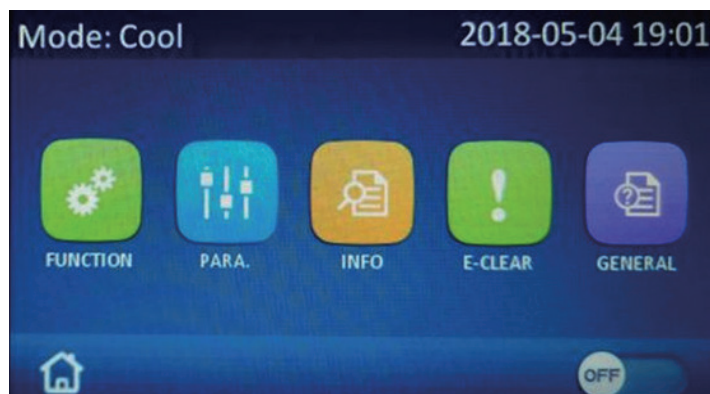 Mode: Cool 2018-05-04 19:01
FUNCTION PARA. INFO E-CLEAR GENERAL
OFF